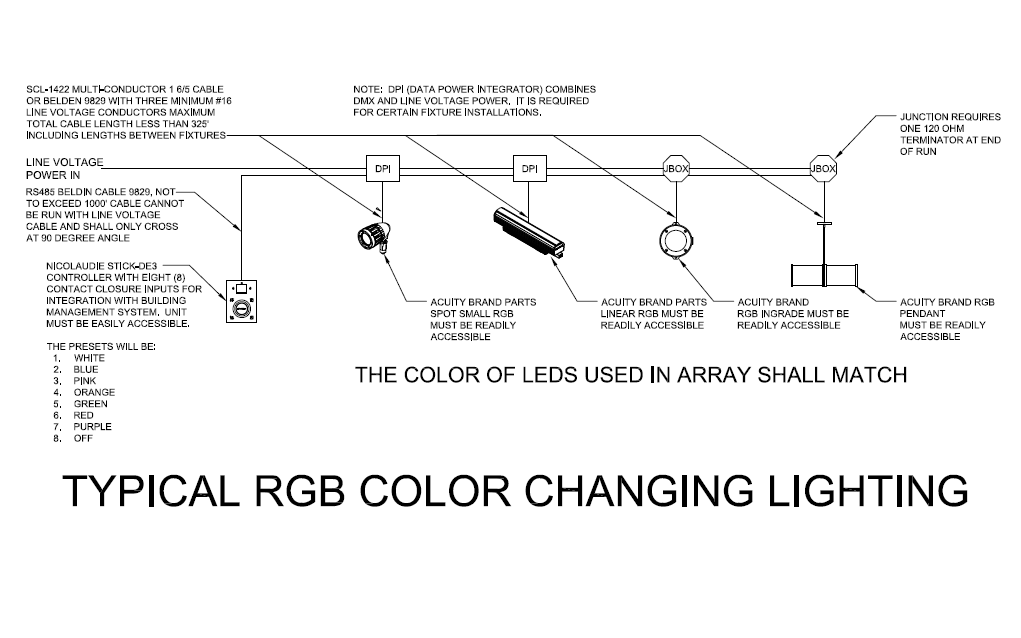 SCL-1422 MULTI-CONDUCTOR 1 6/5 CABLE
OR BELDEN 9829 WITH THREE MINIMUM #16
LINE VOLTAGE CONDUCTORS MAXIMUM
TOTAL CABLE LENGTH LESS THAN 325'
INCLUDING LENGTHS BETWEEN FIXTURES
NOTE: DPI (DATA POWER INTEGRATOR) COMBINES
DMX AND LINE VOLTAGE POWER, IT IS REQUIRED
FOR CERTAIN FIXTURE INSTALLATIONS.
JUNCTION REQUIRES
ONE 120 OHM
TERMINATOR AT END
OF RUN
LINE VOLTAGE
POWER IN
DPI
DPI
JBOX
JBOX
RS485 BELDIN CABLE 9829, NOT
TO EXCEED 1000' CABLE CANNOT
BE RUN WITH LINE VOLTAGE
CABLE AND SHALL ONLY CROSS
AT 90 DEGREE ANGLE
NICOLAUDIE STICK-DE3
CONTROLLER WITH EIGHT (8)
CONTACT CLOSURE INPUTS FOR
INTEGRATION WITH BUILDING
MANAGEMENT SYSTEM. UNIT
MUST BE EASILY ACCESSIBLE.
ACUITY BRAND PARTS
SPOT SMALL RGB
MUST BE READILY
ACCESSIBLE
ACUITY BRAND PARTS
LINEAR RGB MUST BE
READILY ACCESSIBLE
ACUITY BRAND
RGB INGRADE MUST BE
READILY ACCESSIBLE
ACUITY BRAND RGB
PENDANT
MUST BE READILY
ACCESSIBLE
THE PRESETS WILL BE:
1. WHITE
2. BLUE
3. PINK
4. ORANGE
5. GREEN
6. RED
7. PURPLE
8. OFF
THE COLOR OF LEDS USED IN ARRAY SHALL MATCH
TYPICAL RGB COLOR CHANGING LIGHTING